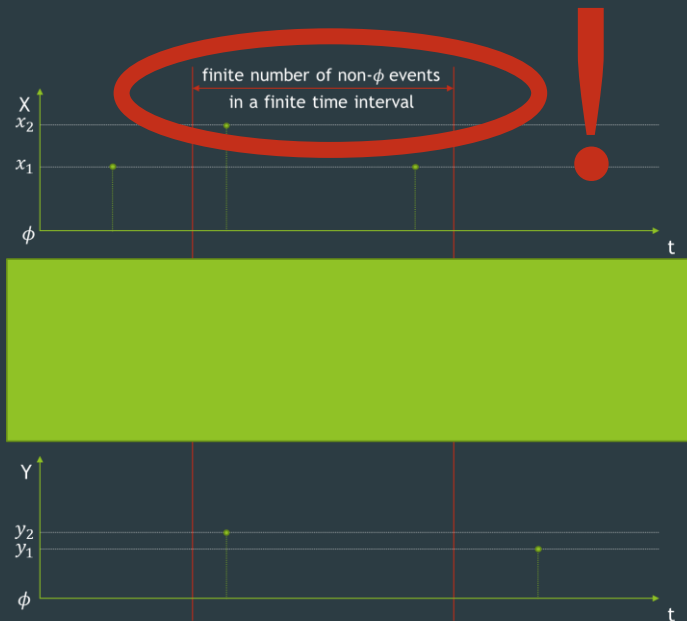 finite number of non-ϕ events
in a finite time interval
X
x₂
x₁
ϕ
t
Y
y₂
y₁
ϕ
t